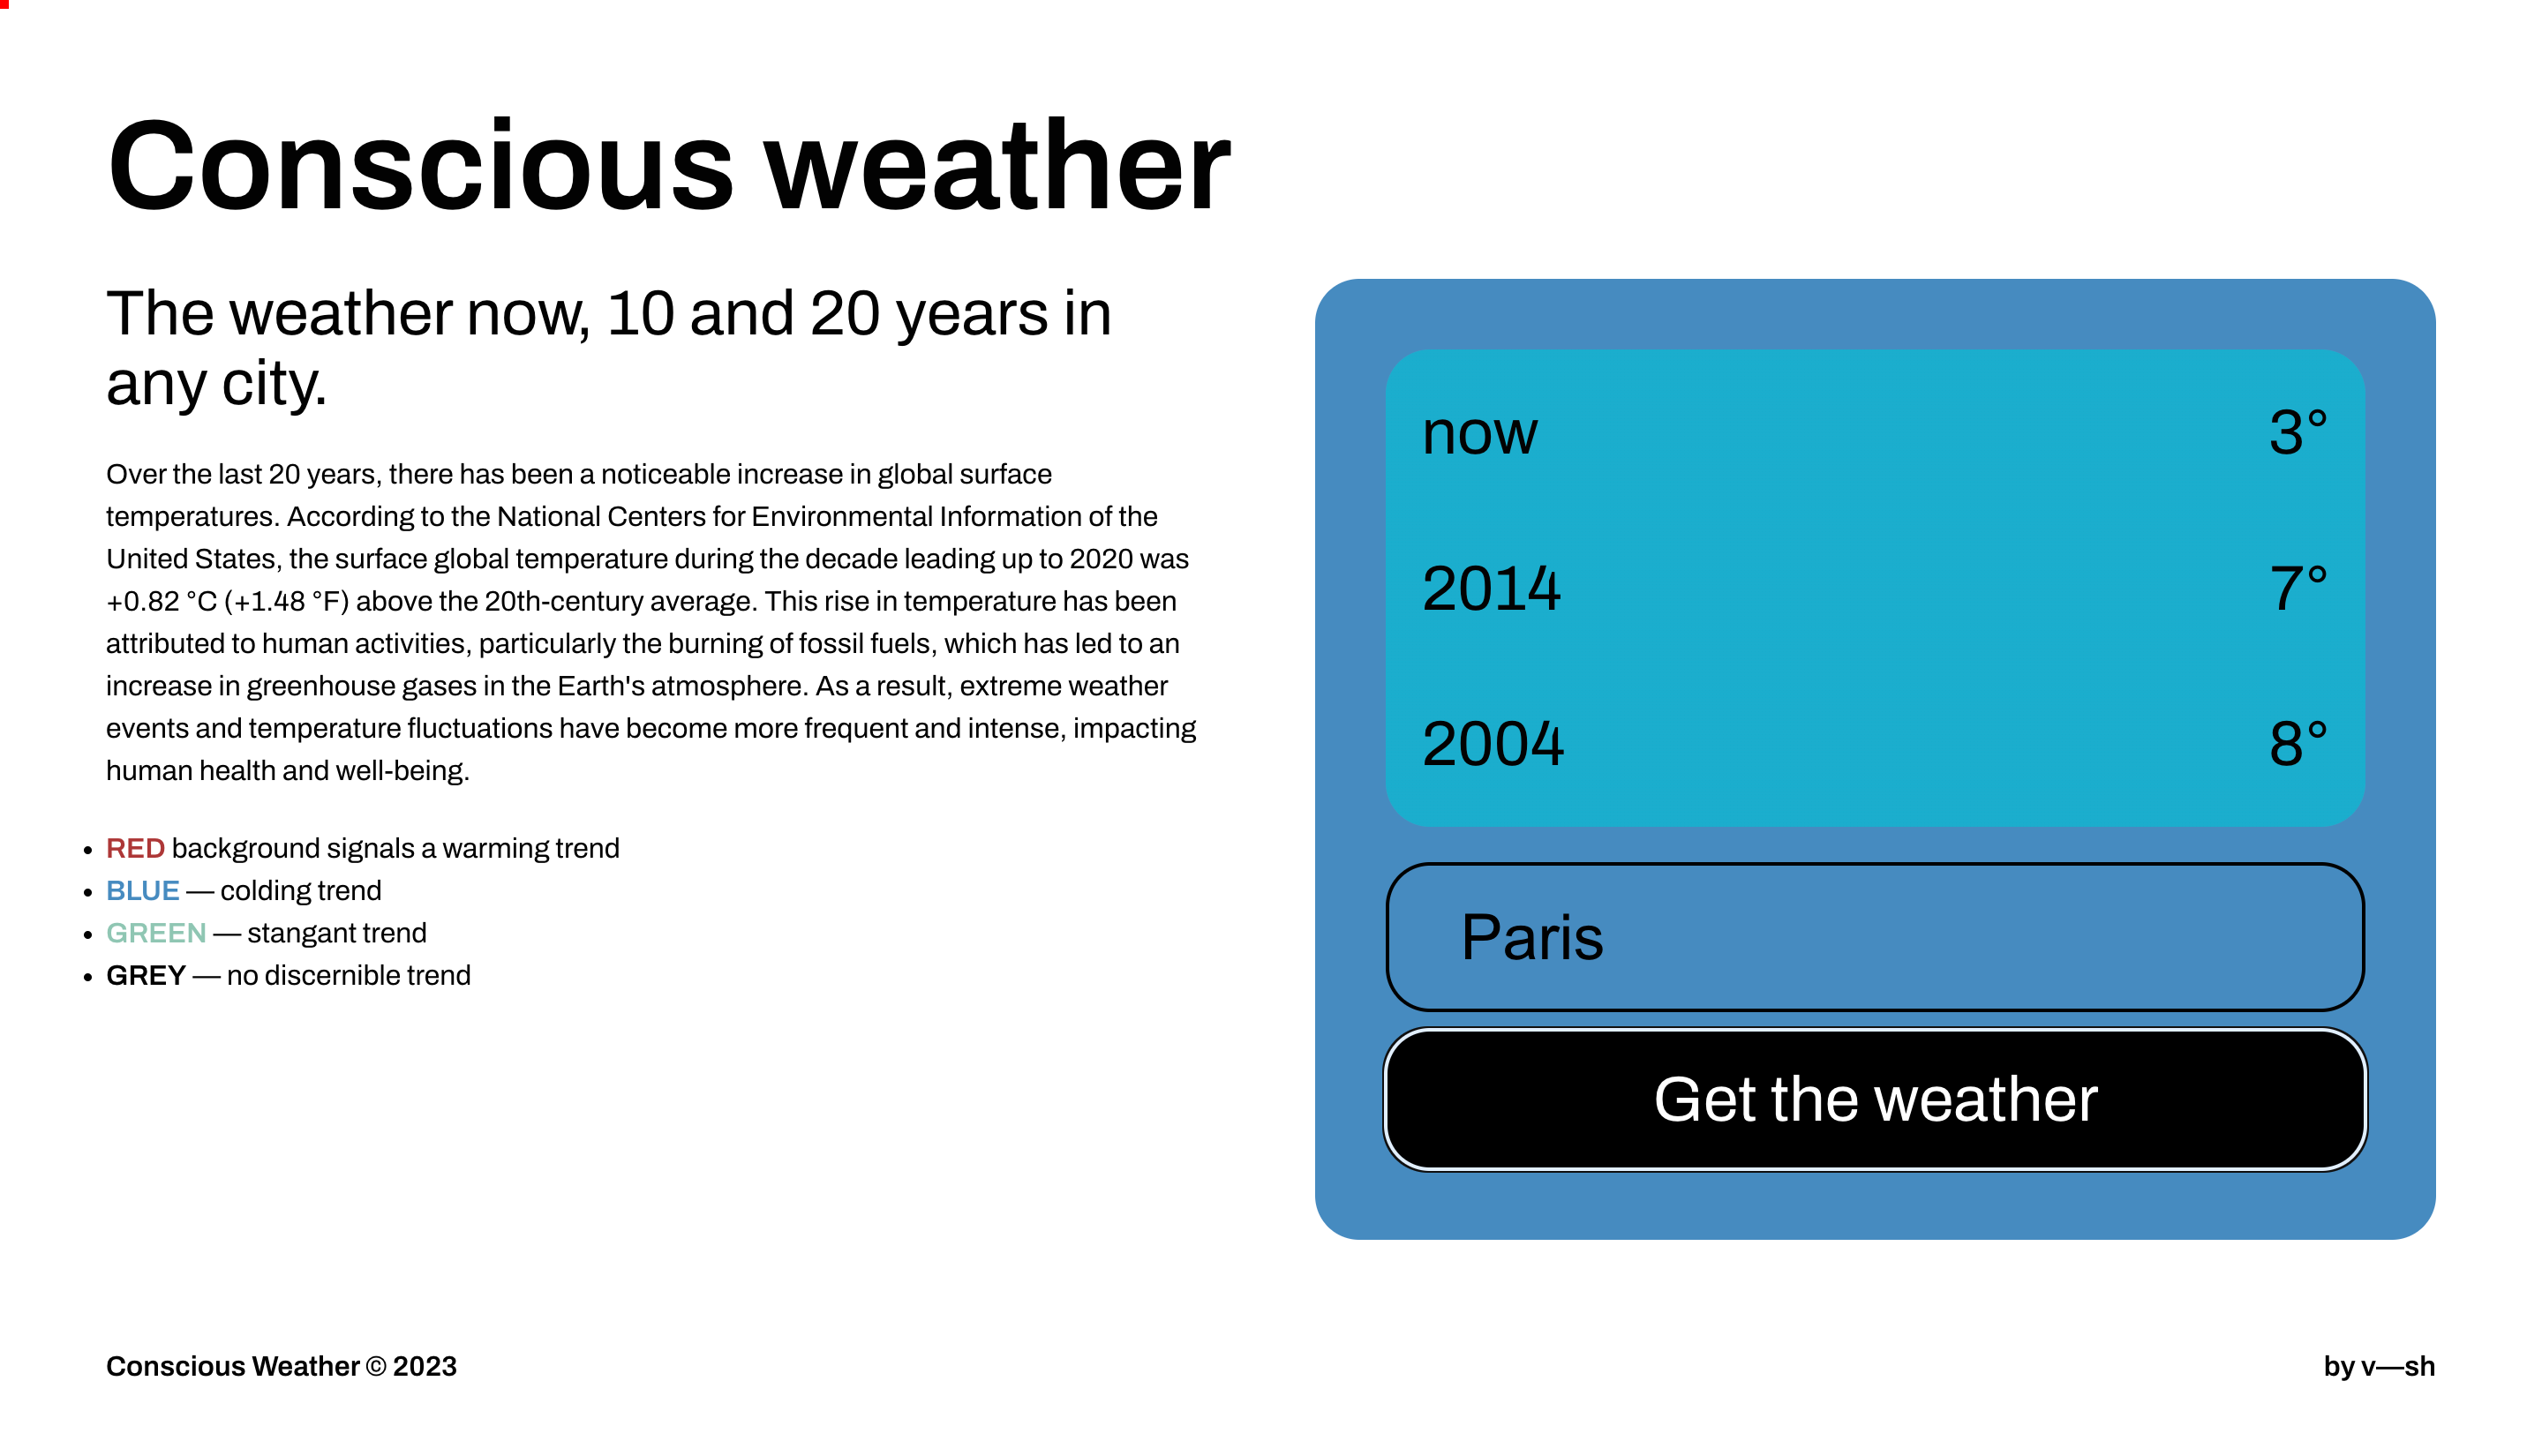 Conscious weather
The weather now, 10 and 20 years in
any city.
Over the last 20 years, there has been a noticeable increase in global surface
temperatures. According to the National Centers for Environmental Information of the
United States, the surface global temperature during the decade leading up to 2020 was
+0.82 °C (+1.48 °F) above the 20th-century average. This rise in temperature has been
attributed to human activities, particularly the burning of fossil fuels, which has led to an
increase in greenhouse gases in the Earth's atmosphere. As a result, extreme weather
events and temperature fluctuations have become more frequent and intense, impacting
human health and well-being.
• RED background signals a warming trend
• BLUE — colding trend
• GREEN — stangant trend
• GREY — no discernible trend
now 3°
2014 7°
2004 8°
Paris
Get the weather
Conscious Weather © 2023
by v—sh